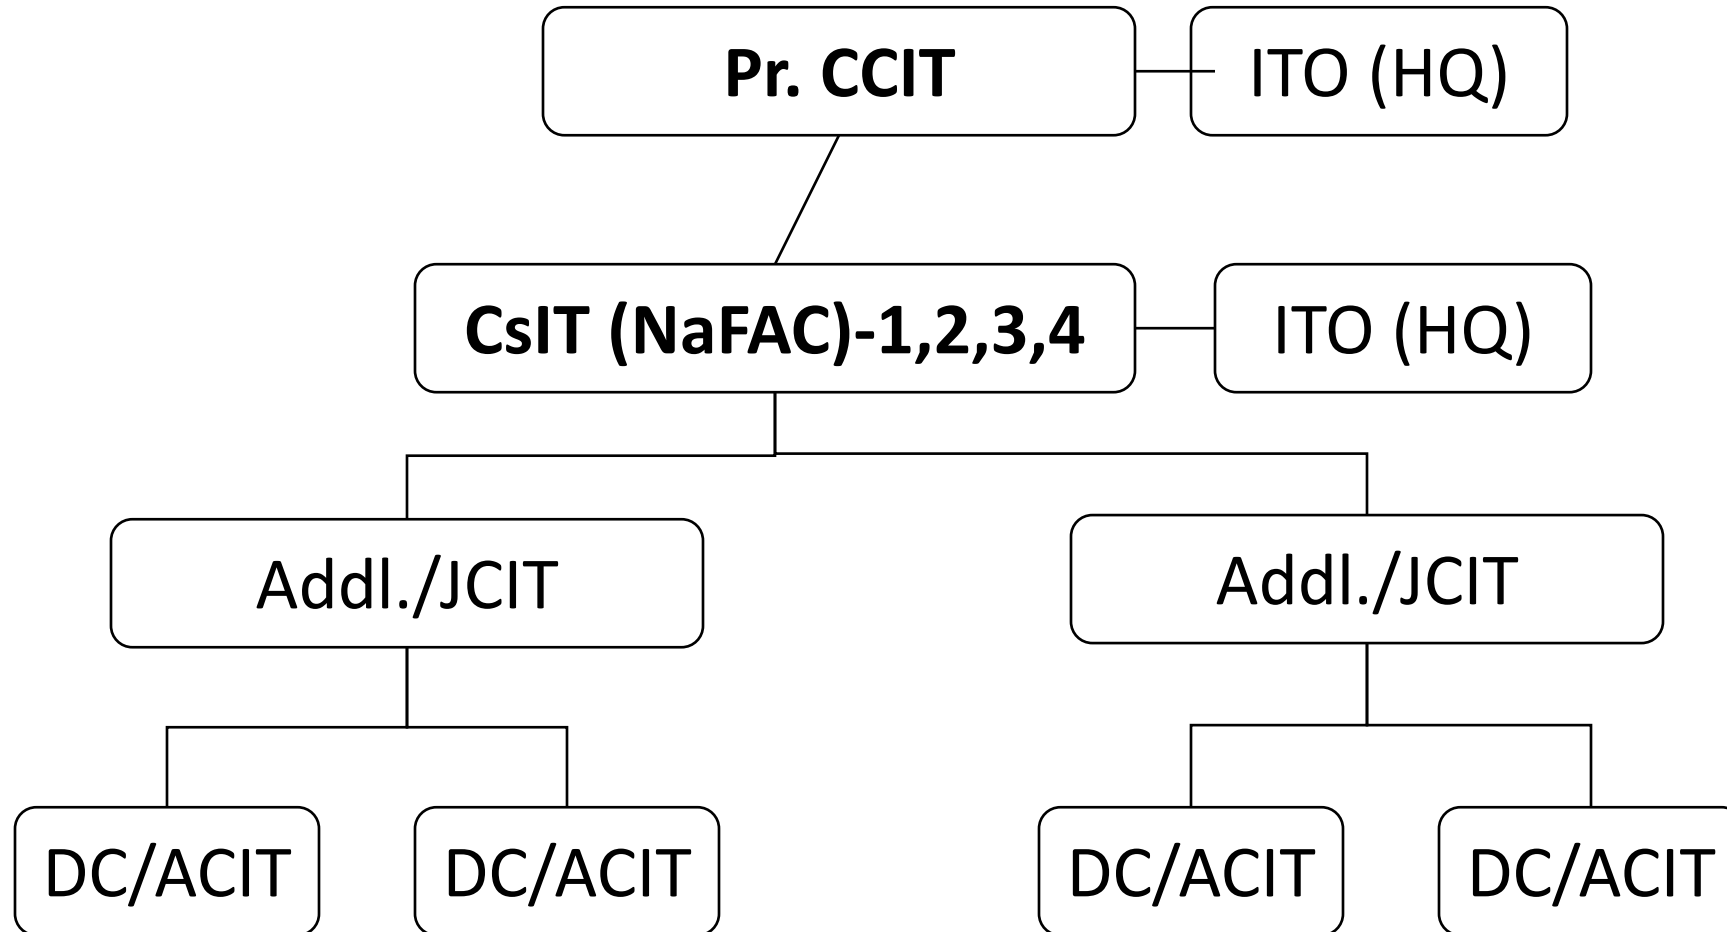 Pr. CCIT
ITO (HQ)
CsIT (NaFAC)-1,2,3,4
ITO (HQ)
Addl./JCIT
Addl./JCIT
DC/ACIT
DC/ACIT
DC/ACIT
DC/ACIT